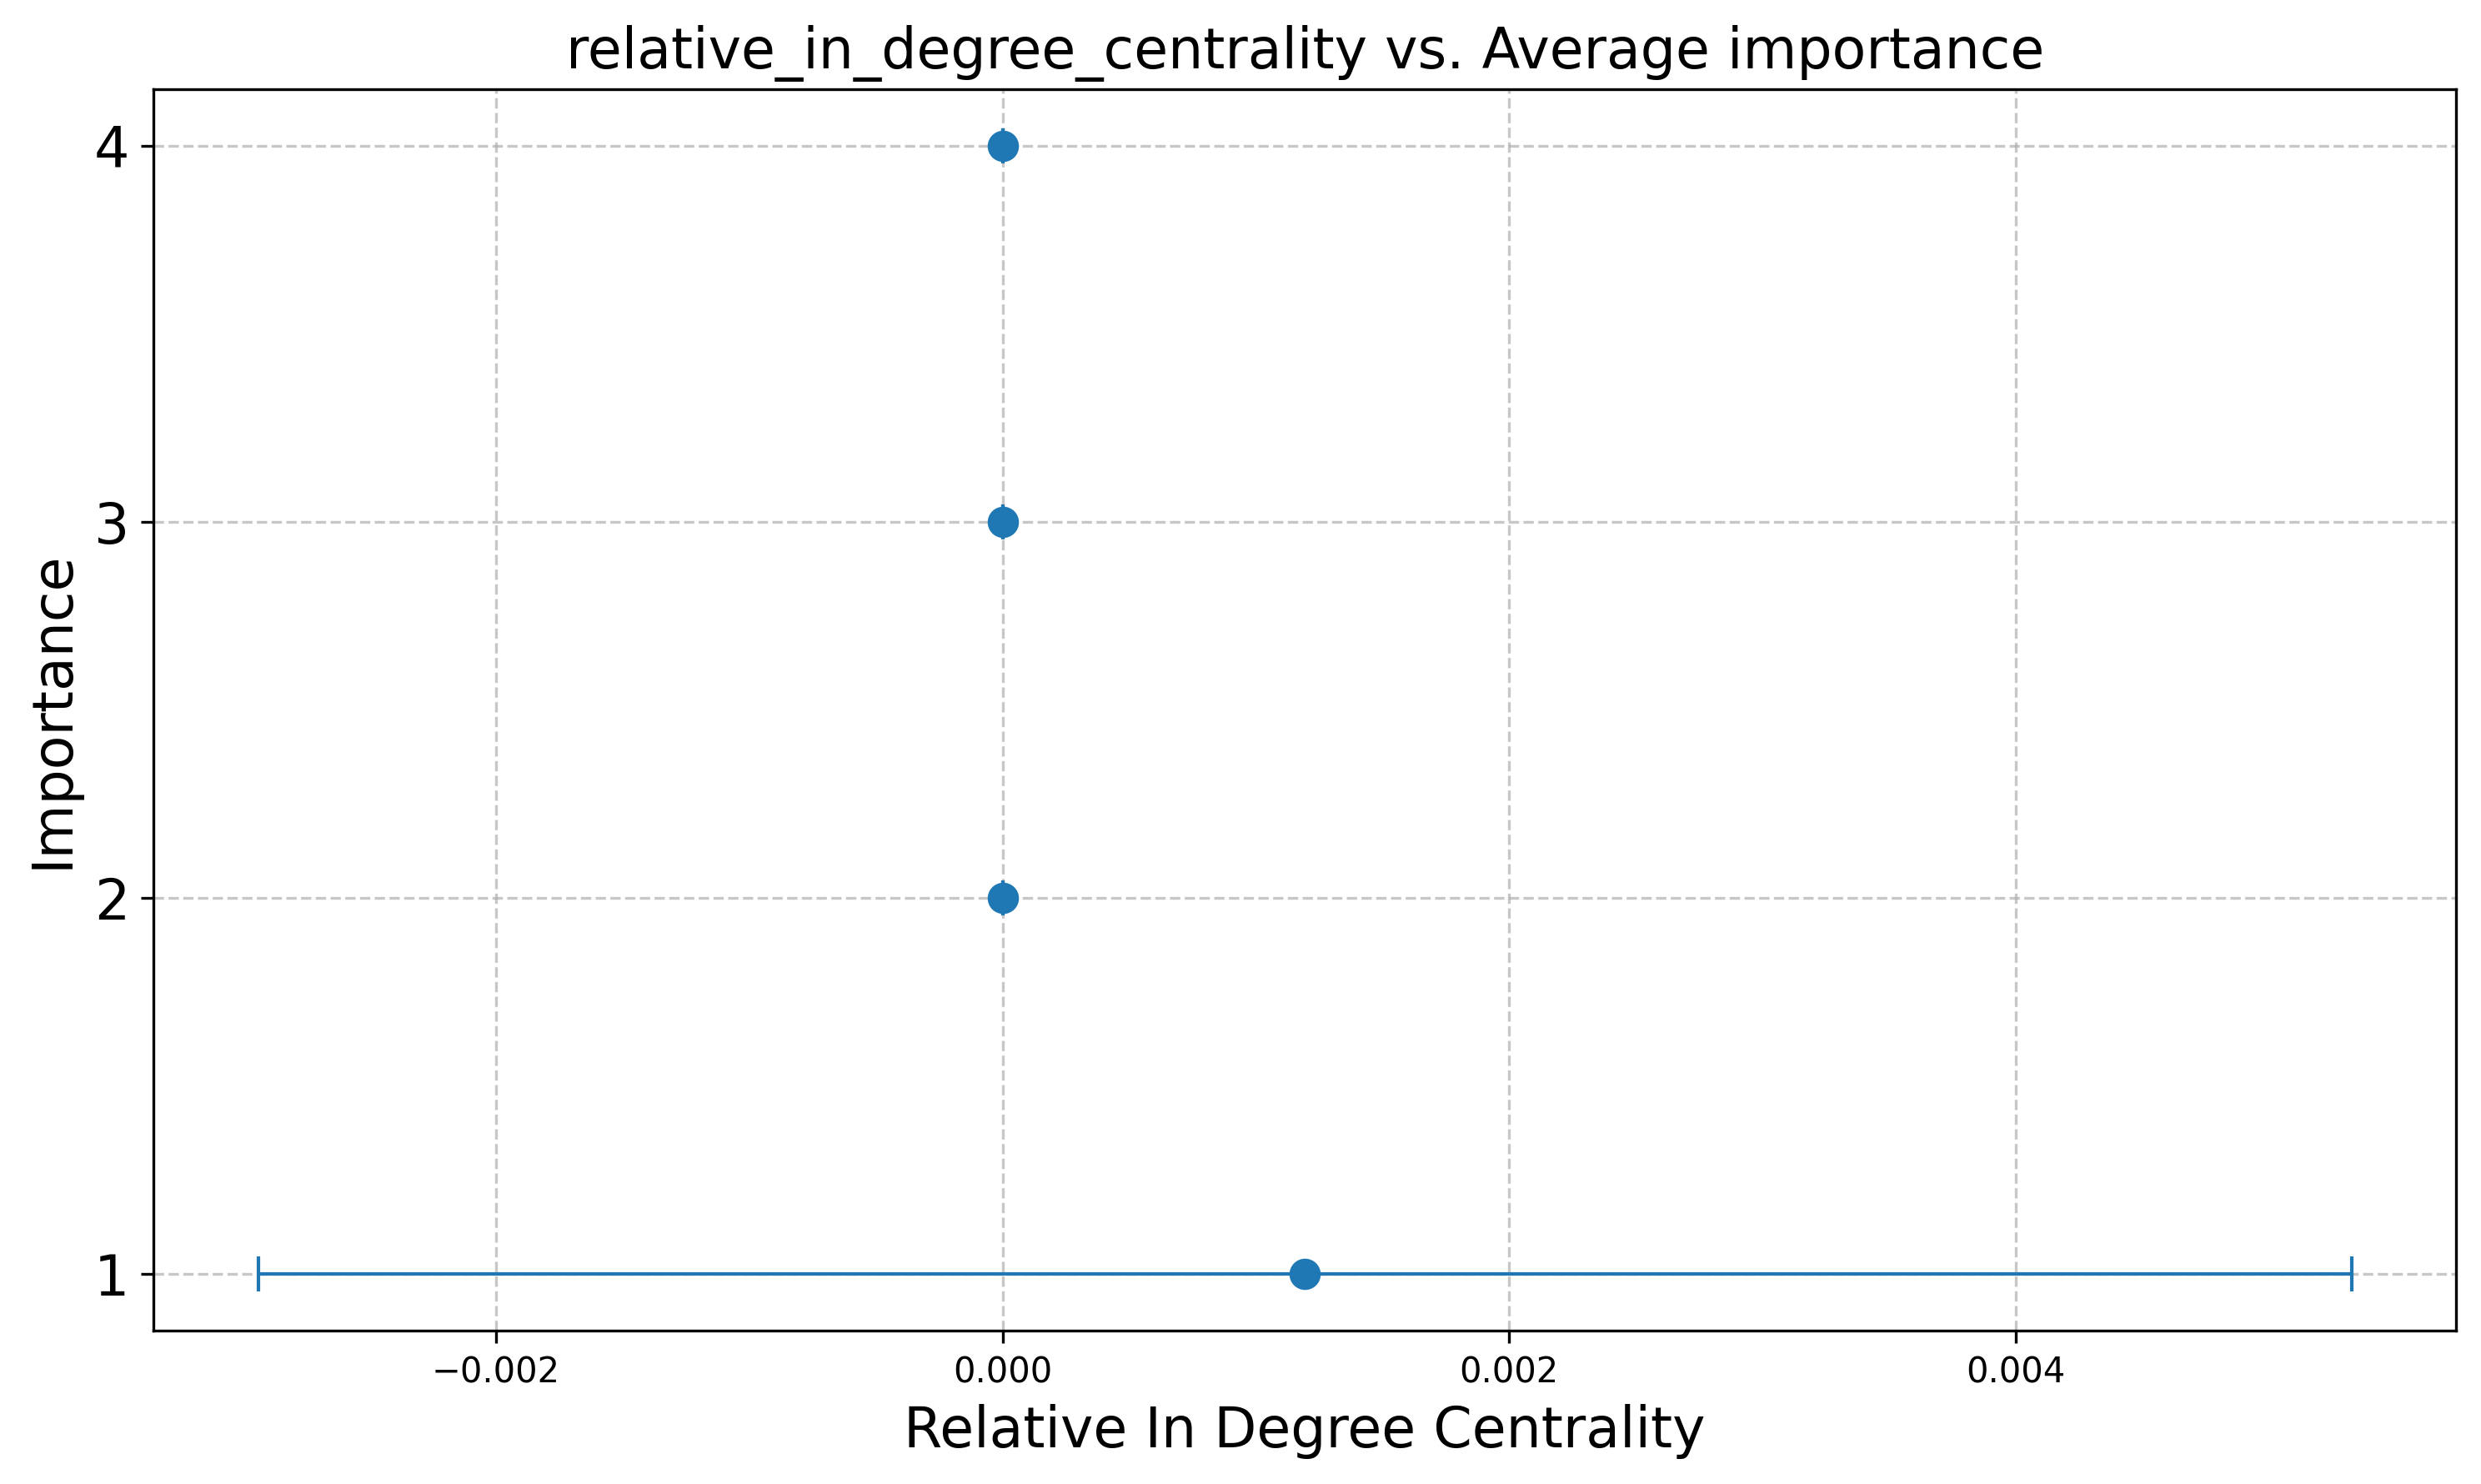 relative_in_degree_centrality vs. Average importance
Importance
4
3
2
1
−0.002 0.000 0.002 0.004
Relative In Degree Centrality